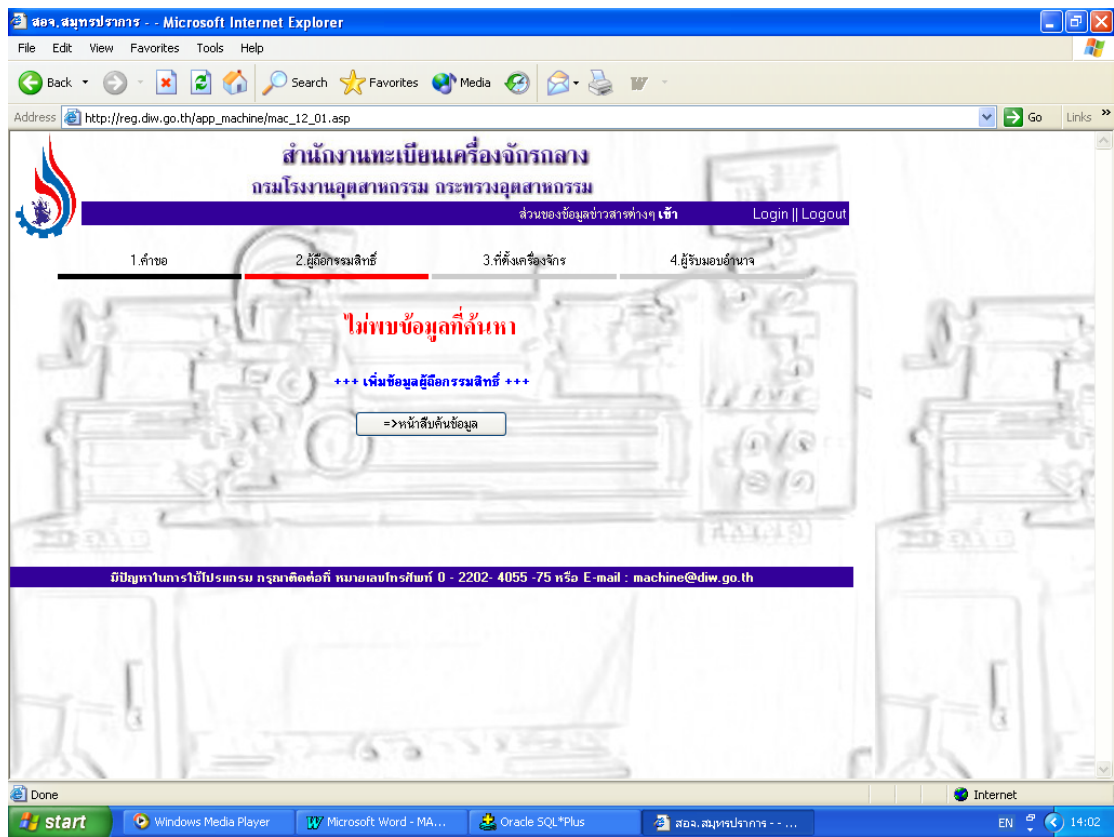 สอจ.สมุทรปราการ - - Microsoft Internet Explorer
File Edit View Favorites Tools Help
Back Search Favorites Media
Address http://reg.diw.go.th/app_machine/mac_12_01.asp Go Links »
สำนักงานทะเบียนเครื่องจักรกลาง
กรมโรงงานอุตสาหกรรม กระทรวงอุตสาหกรรม
ส่วนของข้อมูลข่าวสารต่างๆ เข้า Login || Logout
1.คำขอ 2.ผู้ถือกรรมสิทธิ์ 3.ที่ตั้งเครื่องจักร 4.ผู้รับมอบอำนาจ
ไม่พบข้อมูลที่ค้นหา
+++ เพิ่มข้อมูลผู้ถือกรรมสิทธิ์ +++
=>หน้าสืบค้นข้อมูล
มีปัญหาในการใช้โปรแกรม กรุณาติดต่อที่ หมายเลขโทรศัพท์ 0 - 2202- 4055 -75 หรือ E-mail : machine@diw.go.th
Done Internet
start Windows Media Player Microsoft Word - MA... Oracle SQL*Plus สอจ.สมุทรปราการ - - ... EN 14:02